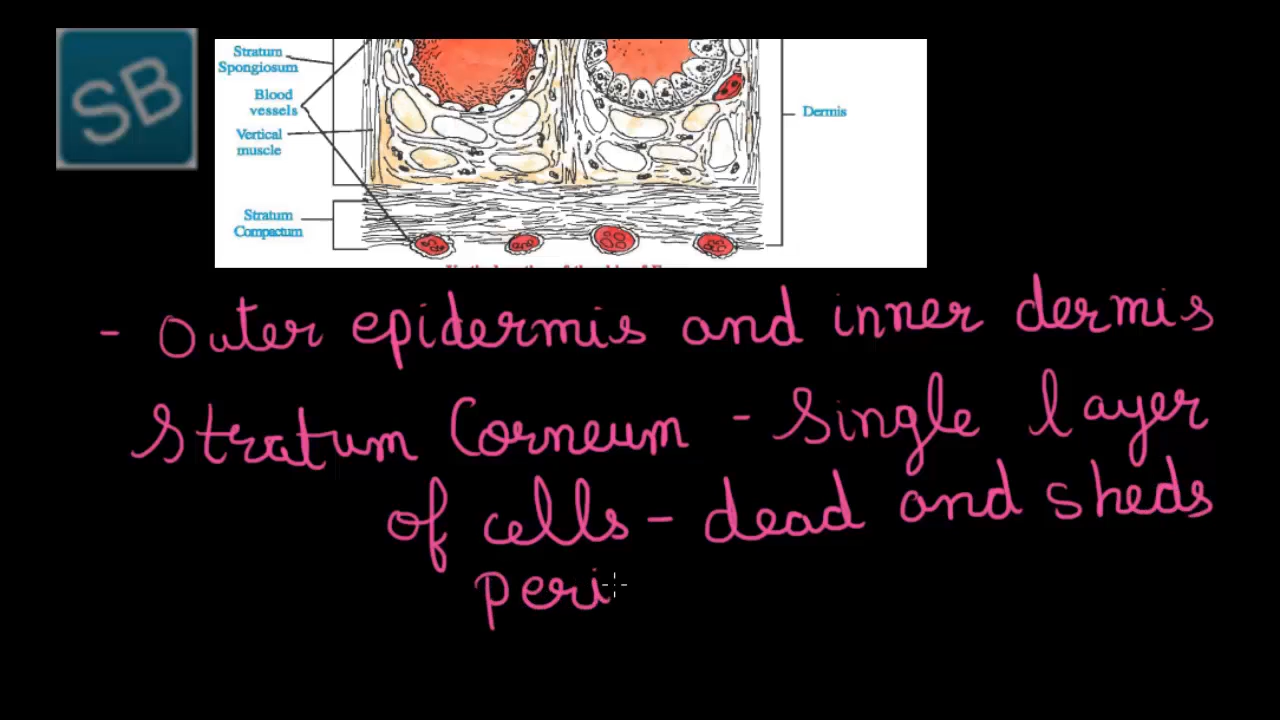 SB
Stratum
Spongiosum
Blood
vessels
Vertical
muscle
Dermis
Stratum
Compactum
- Outer epidermis and inner dermis
Stratum Corneum - Single layer
of cells - dead and sheds
peri